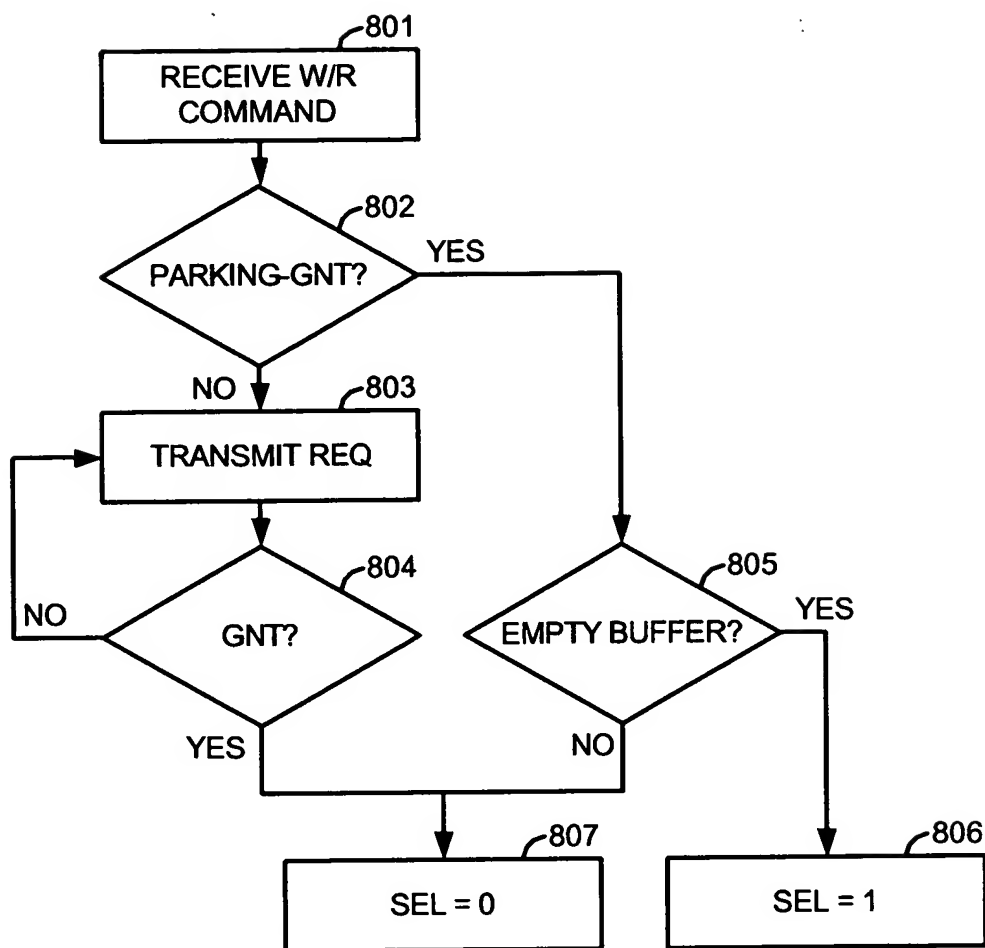 801
RECEIVE W/R
COMMAND
802
PARKING-GNT?
YES
NO
803
TRANSMIT REQ
804
GNT?
NO
YES
805
EMPTY BUFFER?
YES
NO
807
SEL = 0
806
SEL = 1